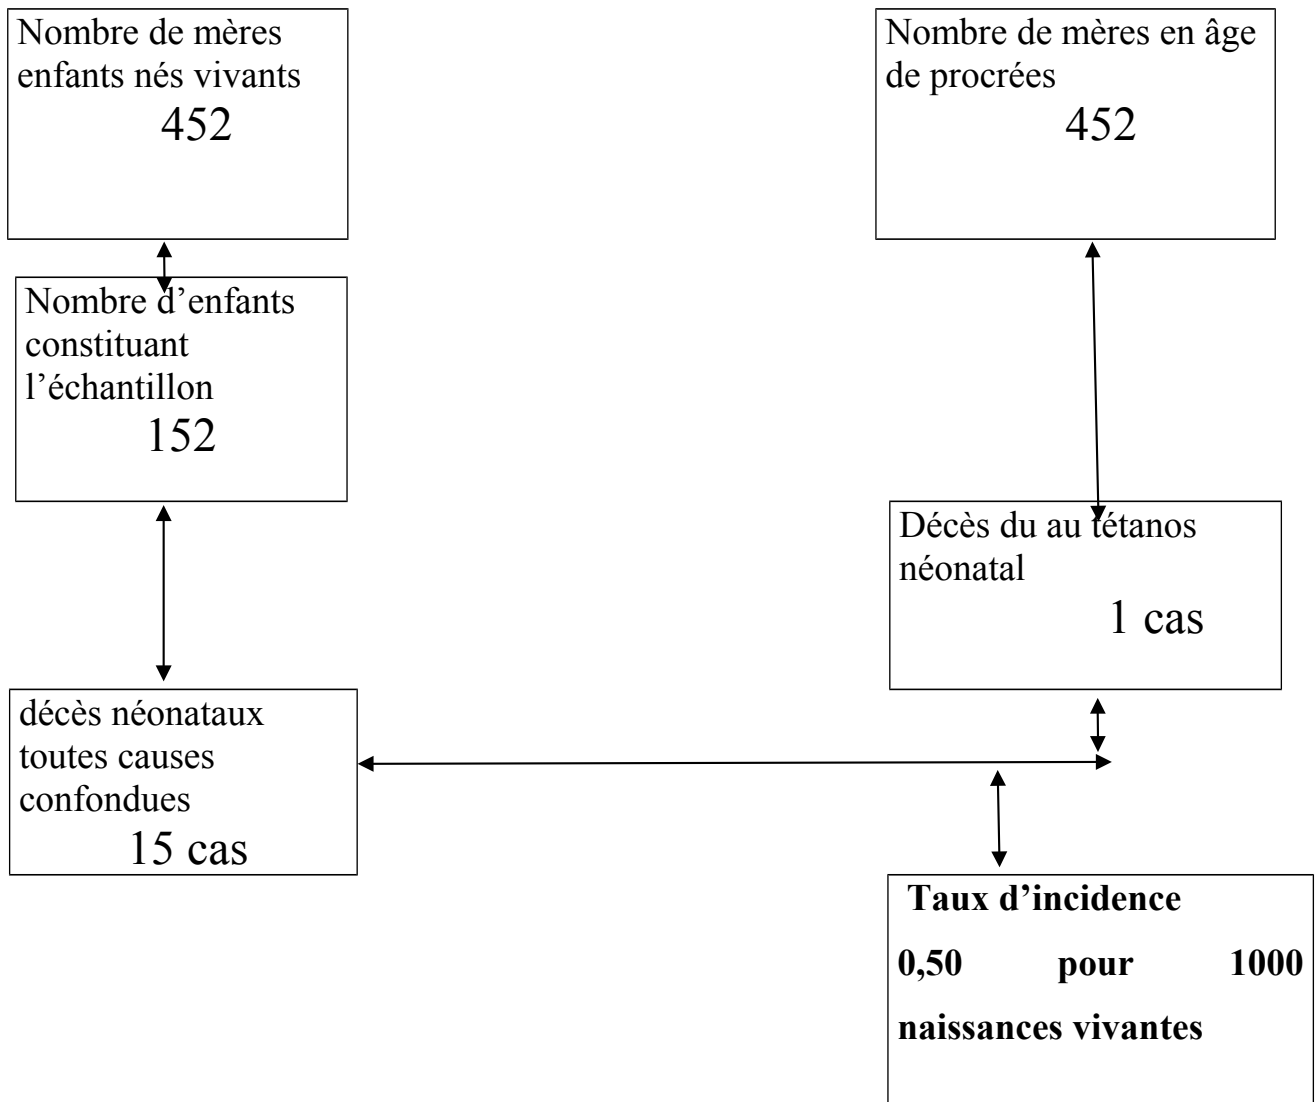 Nombre de mères
enfants nés vivants
452
Nombre de mères en âge
de procrées
452
Nombre d’enfants
constituant
l’échantillon
152
Décès du au tétanos
néonatal
1 cas
décès néonataux
toutes causes
confondues
15 cas
Taux d’incidence
0,50 pour 1000
naissances vivantes